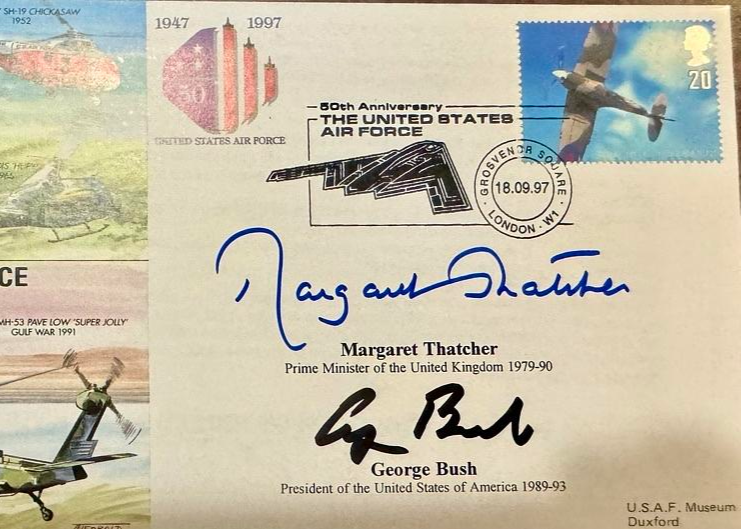 SH-19 CHICKASAW
1952
1947 1997
50
UNITED STATES AIR FORCE
50th Anniversary
THE UNITED STATES
AIR FORCE
20
GROSVENOR SQUARE
18.09.97
LONDON W1
CE
MH-53 PAVE LOW 'SUPER JOLLY'
GULF WAR 1991
Margaret Thatcher
Margaret Thatcher
Prime Minister of the United Kingdom 1979-90
G Bush
George Bush
President of the United States of America 1989-93
U.S.A.F. Museum
Duxford